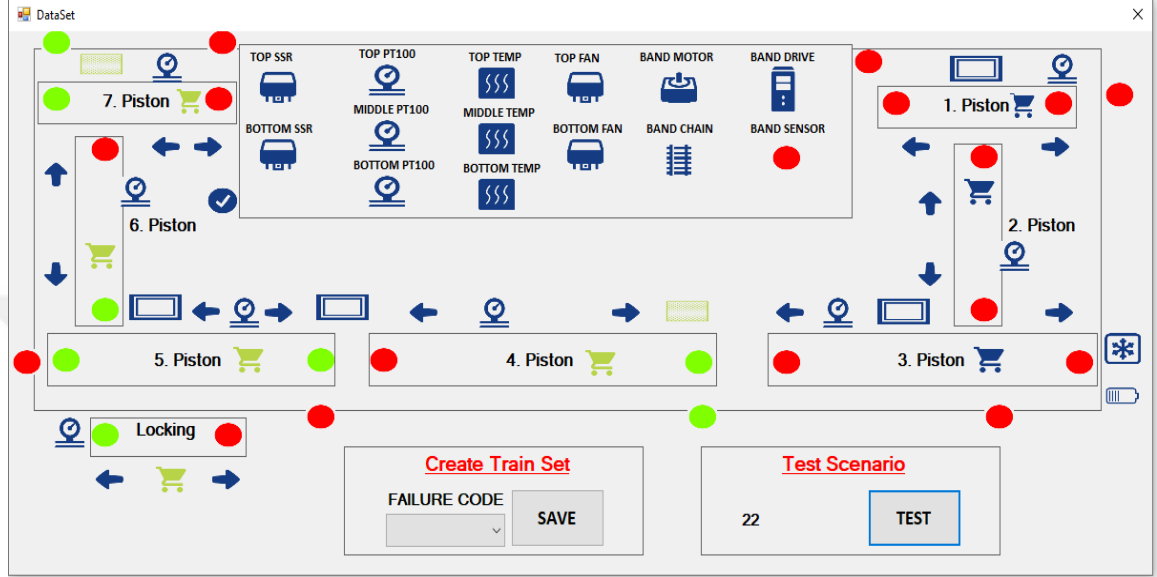 DataSet
TOP SSR
TOP PT100
TOP TEMP
TOP FAN
BAND MOTOR
BAND DRIVE
7. Piston
1. Piston
MIDDLE PT100
MIDDLE TEMP
BOTTOM SSR
BOTTOM FAN
BAND CHAIN
BAND SENSOR
BOTTOM PT100
BOTTOM TEMP
6. Piston
2. Piston
5. Piston
4. Piston
3. Piston
Locking
Create Train Set
FAILURE CODE
SAVE
Test Scenario
22
TEST